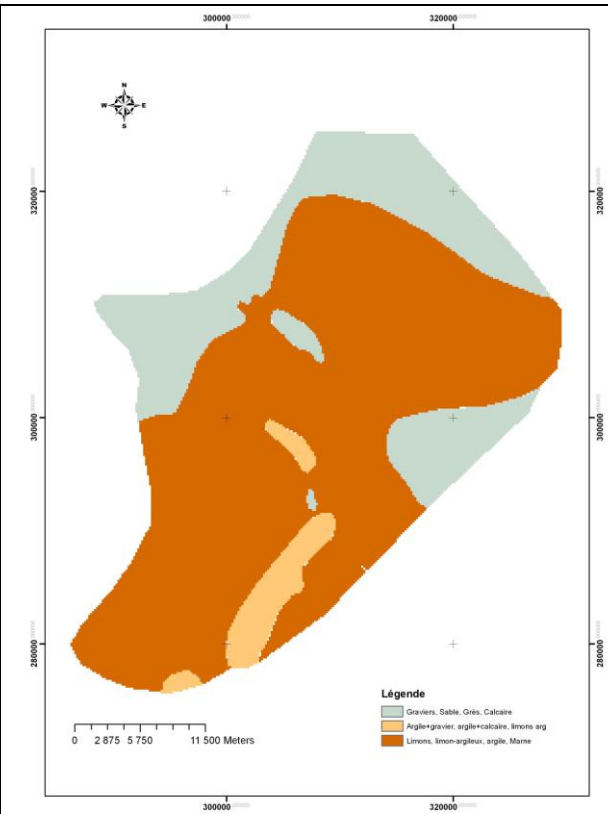 300000 320000
N
W E
S
320000 320000
300000 300000
280000 280000
Légende
Graviers, Sable, Grès, Calcaire
Argile+gravier, argile+calcaire, limons arg
Limons, limon-argileux, argile, Marne
0 2 875 5 750 11 500 Meters
300000 320000